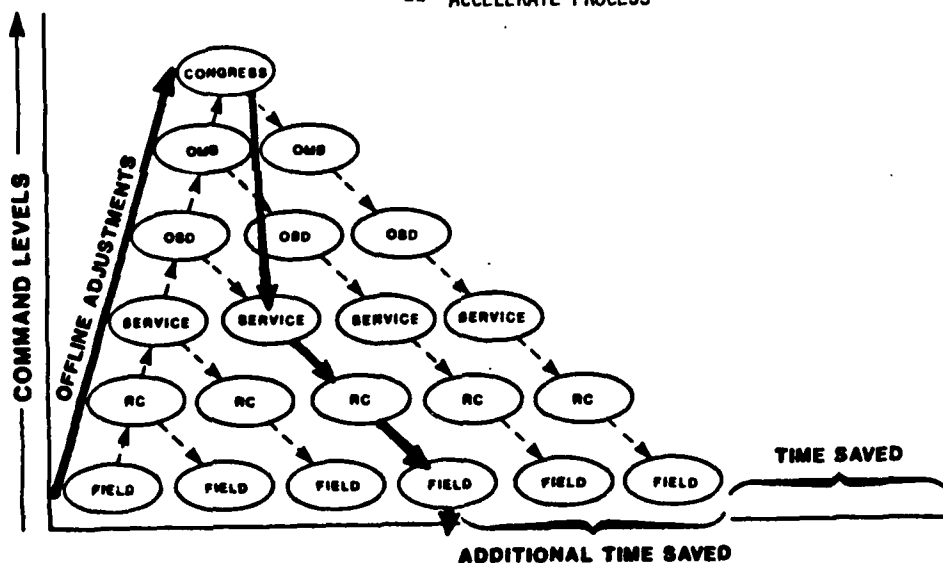 -- ACCELERATE PROCESS
CONGRESS
OMB OMB
OSD OSD OSD
SERVICE SERVICE SERVICE SERVICE
RC RC RC RC RC
FIELD FIELD FIELD FIELD FIELD FIELD
COMMAND LEVELS
OFFLINE ADJUSTMENTS
TIME SAVED
ADDITIONAL TIME SAVED